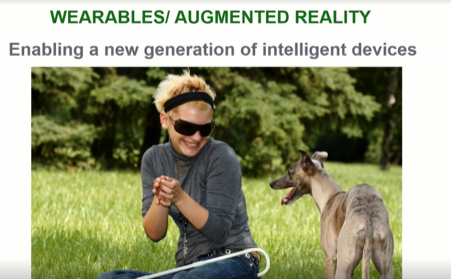 WEARABLES/ AUGMENTED REALITY
Enabling a new generation of intelligent devices